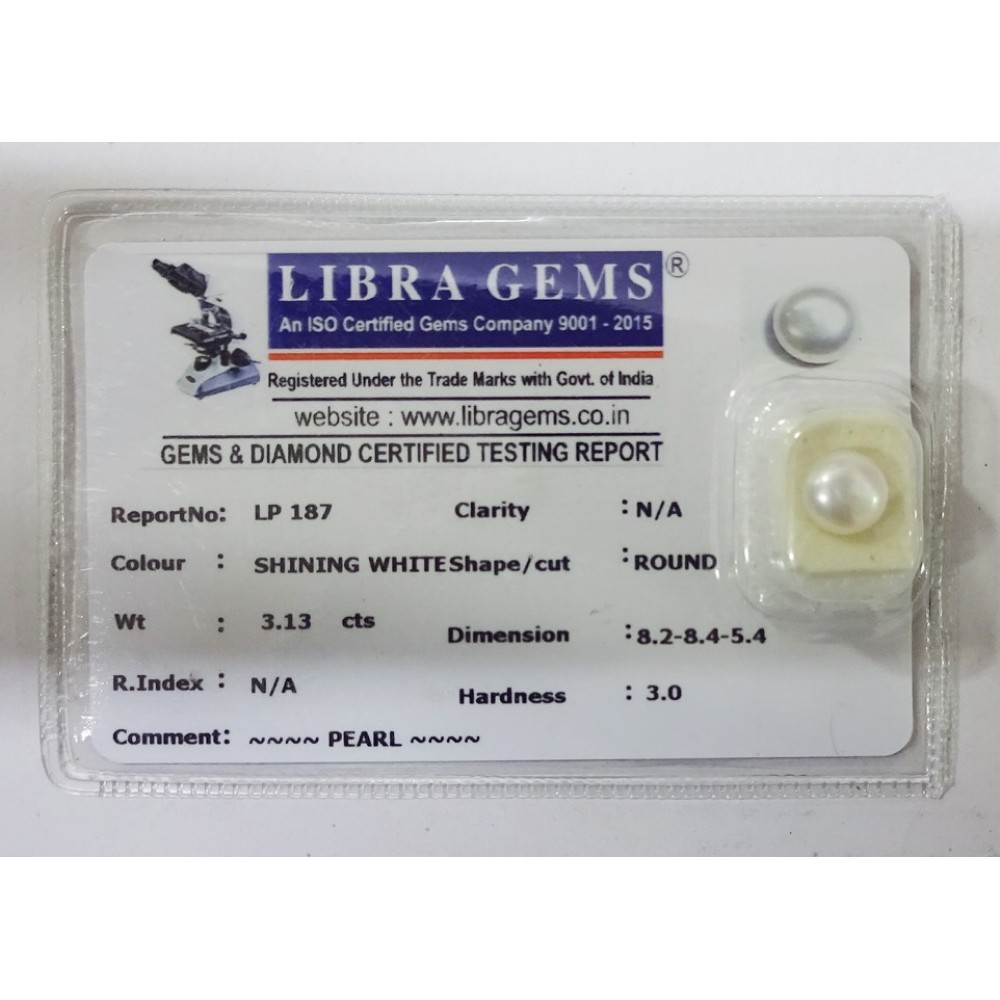 LIBRA GEMS ®
An ISO Certified Gems Company 9001 - 2015
Registered Under the Trade Marks with Govt. of India
website : www.libragems.co.in
GEMS & DIAMOND CERTIFIED TESTING REPORT
ReportNo: LP 187 Clarity : N/A
Colour : SHINING WHITE Shape/cut : ROUND
Wt : 3.13 cts Dimension : 8.2-8.4-5.4
R.Index : N/A Hardness : 3.0
Comment: ~~~~ PEARL ~~~~